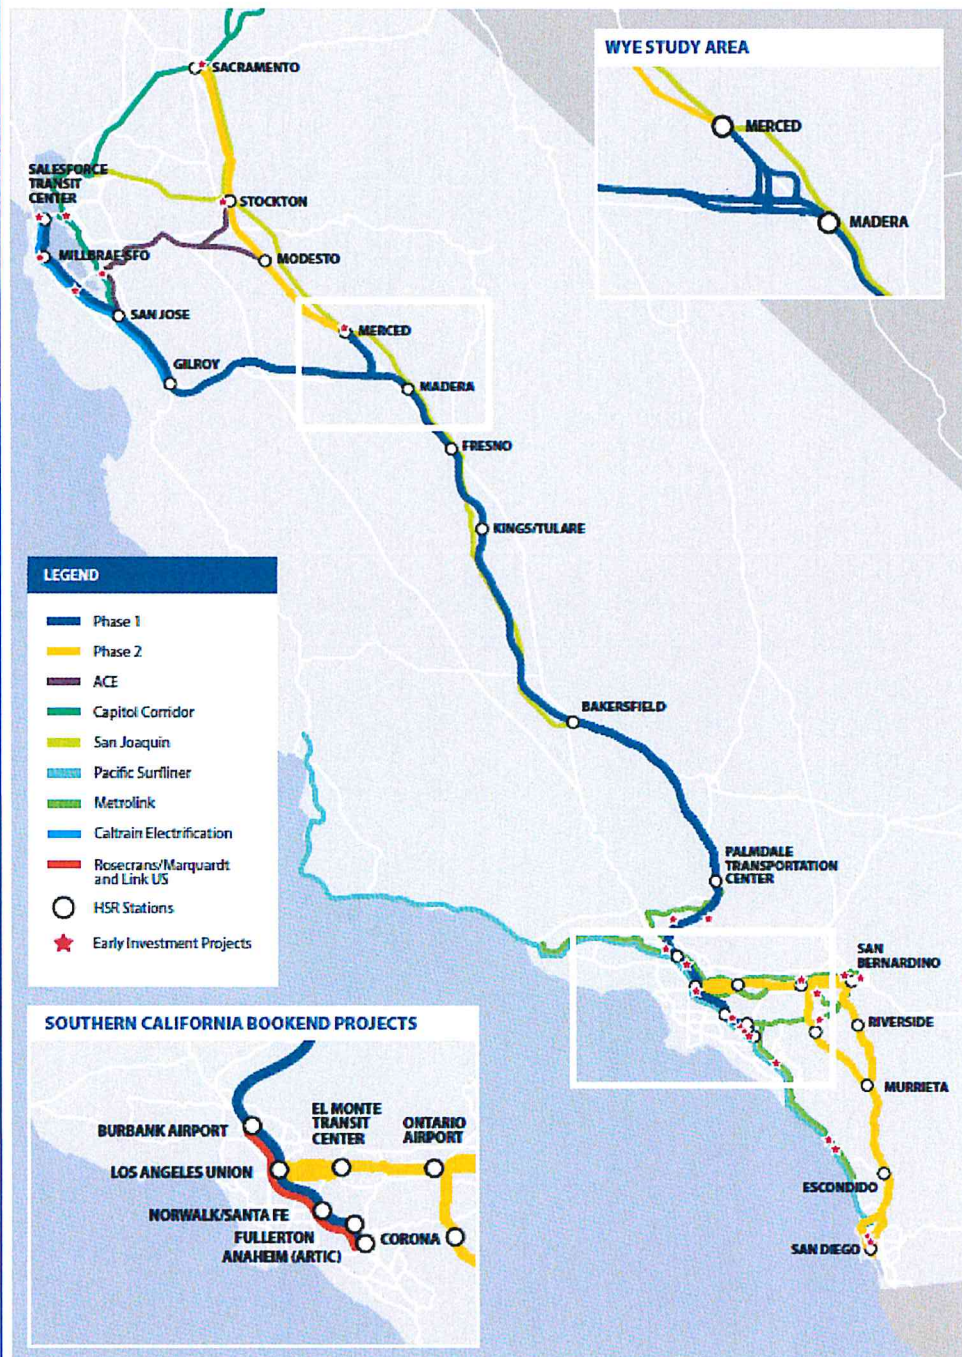 WYE STUDY AREA
MERCED
MADERA
SACRAMENTO
SALESFORCE
TRANSIT
CENTER
STOCKTON
MILLBRAE-SFO
MODESTO
SAN JOSE
MERCED
GILROY
MADERA
FRESNO
KINGS/TULARE
LEGEND
Phase 1
Phase 2
ACE
Capitol Corridor
San Joaquin
Pacific Surfliner
Metrolink
Caltrain Electrification
Rosecrans/Marquardt
and Link US
HSR Stations
Early Investment Projects
BAKERSFIELD
PALMDALE
TRANSPORTATION
CENTER
SAN
BERNARDINO
RIVERSIDE
MURRIETA
ESCONDIDO
SAN DIEGO
SOUTHERN CALIFORNIA BOOKEND PROJECTS
BURBANK AIRPORT
EL MONTE
TRANSIT
CENTER
ONTARIO
AIRPORT
LOS ANGELES UNION
NORWALK/SANTA FE
FULLERTON
CORONA
ANAHEIM (ARTIC)